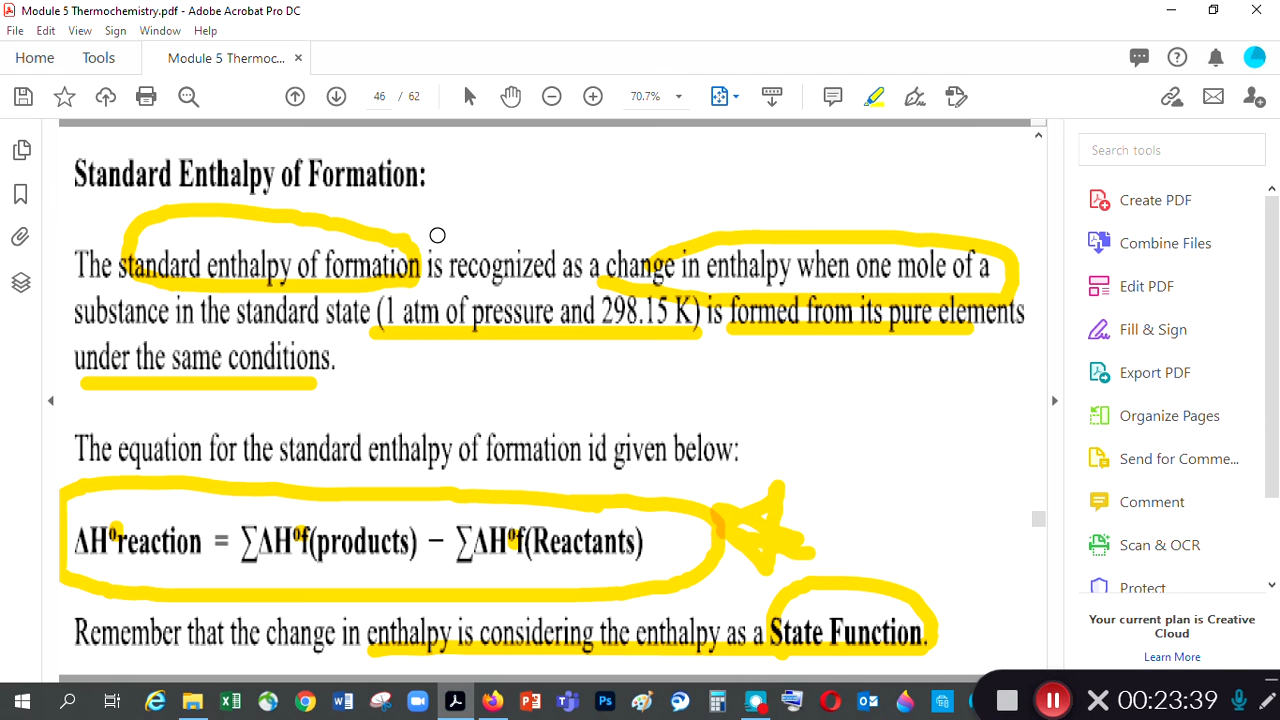 Module 5 Thermochemistry.pdf - Adobe Acrobat Pro DC
File Edit View Sign Window Help
Home Tools Module 5 Thermoc... ×
46 / 62 70.7%
Standard Enthalpy of Formation:
The standard enthalpy of formation is recognized as a change in enthalpy when one mole of a
substance in the standard state (1 atm of pressure and 298.15 K) is formed from its pure elements
under the same conditions.
The equation for the standard enthalpy of formation id given below:
ΔH⁰reaction = ∑ΔH⁰f(products) − ∑ΔH⁰f(Reactants)
Remember that the change in enthalpy is considering the enthalpy as a State Function.
Search tools
Create PDF
Combine Files
Edit PDF
Fill & Sign
Export PDF
Organize Pages
Send for Comme...
Comment
Scan & OCR
Protect
Your current plan is Creative
Cloud
Learn More
00:23:39